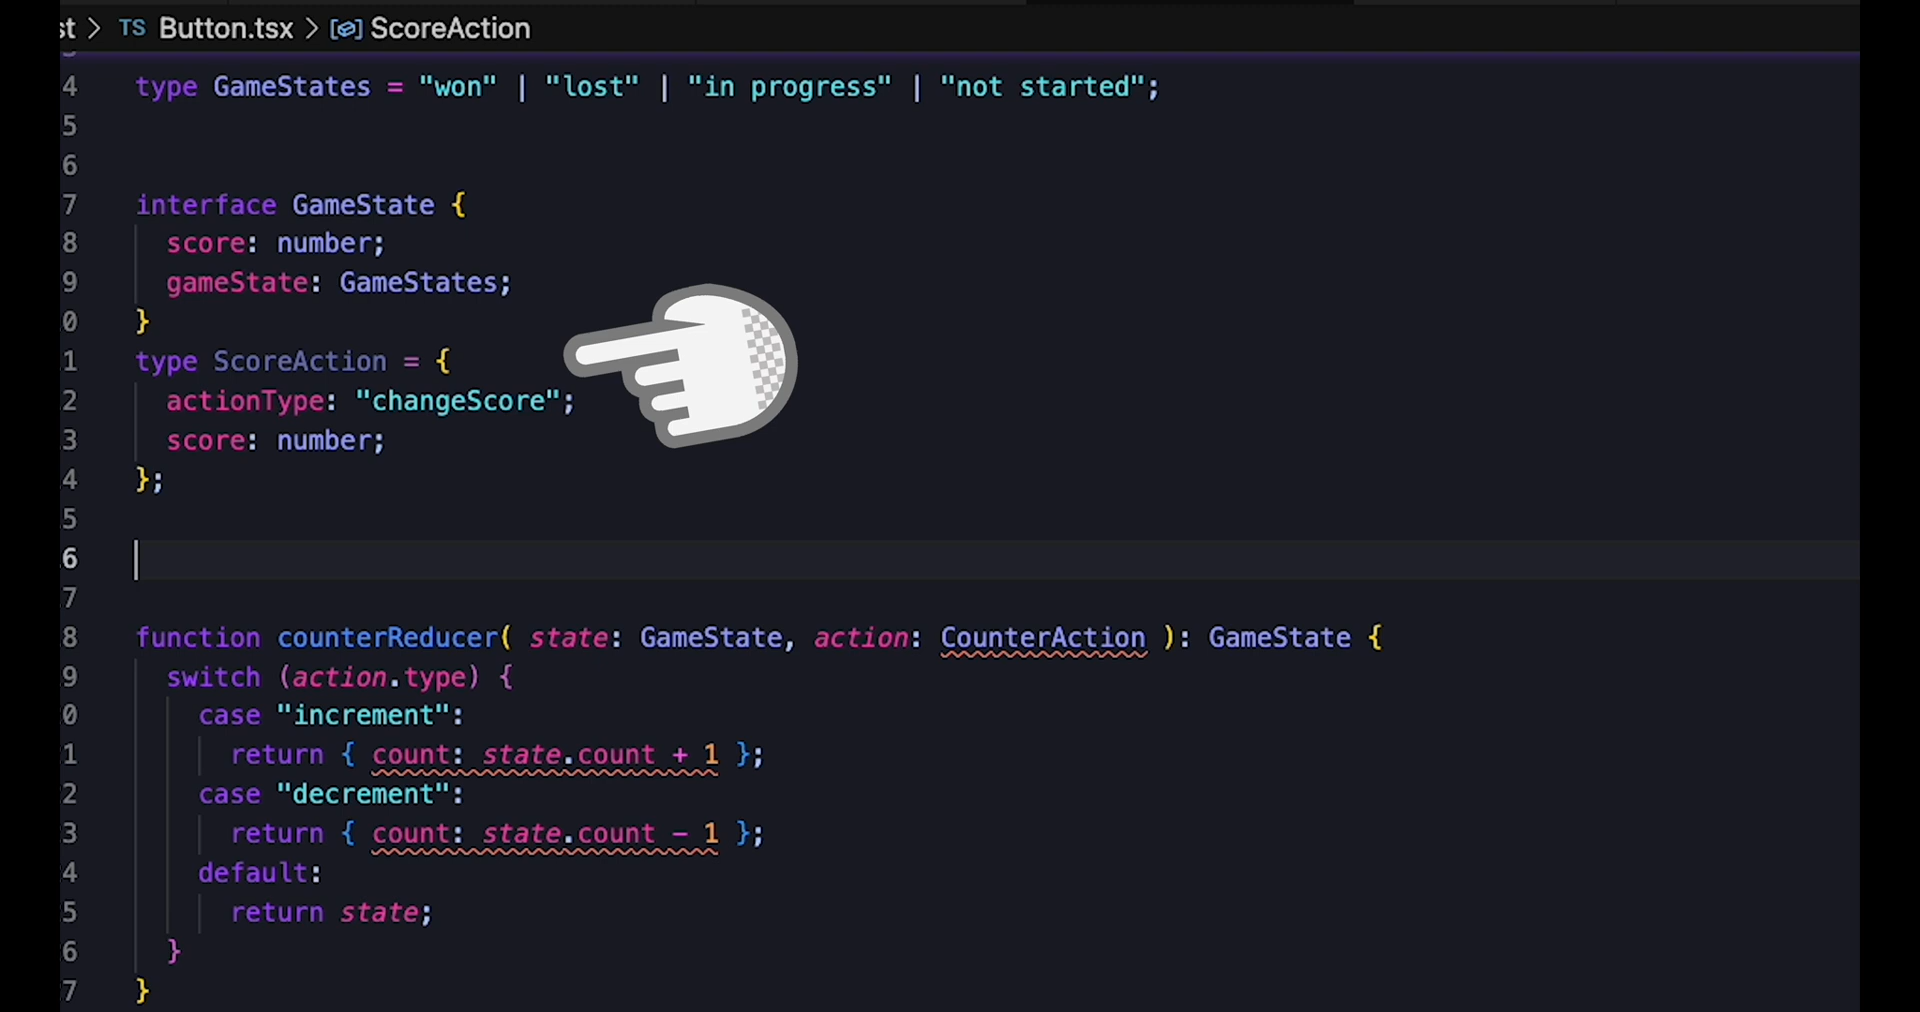 st > TS Button.tsx > ScoreAction
4 type GameStates = "won" | "lost" | "in progress" | "not started";
5
6
7 interface GameState {
8 score: number;
9 gameState: GameStates;
0 }
1 type ScoreAction = {
2 actionType: "changeScore";
3 score: number;
4 };
5
6
7
8 function counterReducer( state: GameState, action: CounterAction ): GameState {
9 switch (action.type) {
0 case "increment":
1 return { count: state.count + 1 };
2 case "decrement":
3 return { count: state.count - 1 };
4 default:
5 return state;
6 }
7 }